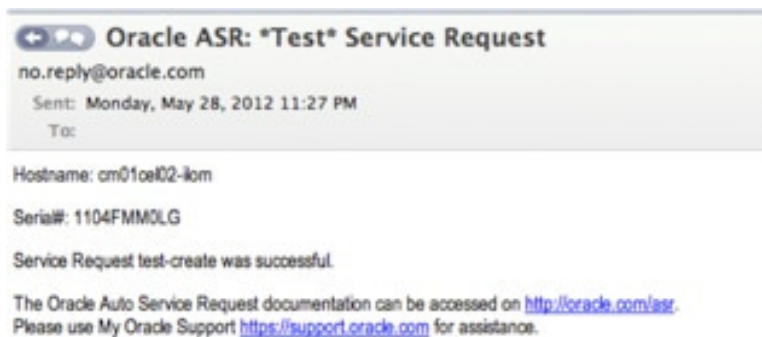 Oracle ASR: *Test* Service Request
no.reply@oracle.com
Sent: Monday, May 28, 2012 11:27 PM
To:
Hostname: cm01cel02-ilom
Serial#: 1104FMM0LG
Service Request test-create was successful.
The Oracle Auto Service Request documentation can be accessed on http://oracle.com/asr.
Please use My Oracle Support https://support.oracle.com for assistance.